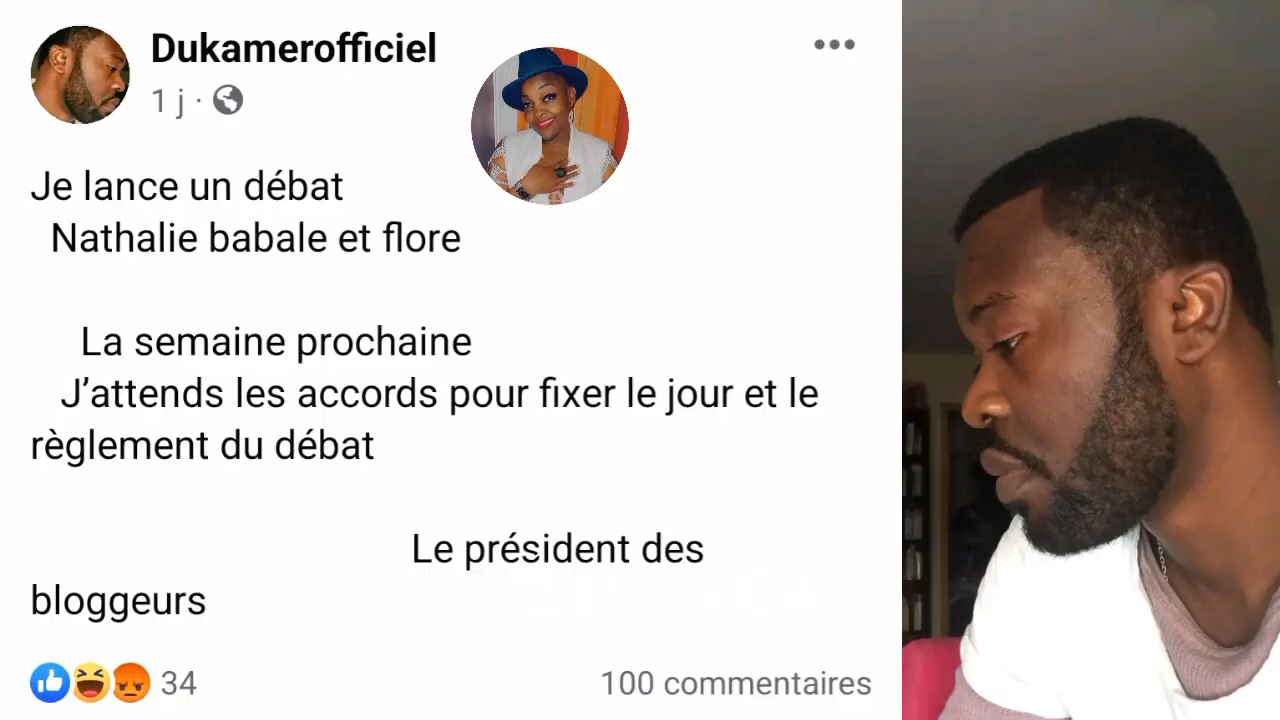 Dukamerofficiel
1 j ·
Je lance un débat
Nathalie babale et flore
La semaine prochaine
J’attends les accords pour fixer le jour et le
règlement du débat
Le président des
bloggeurs
34
100 commentaires